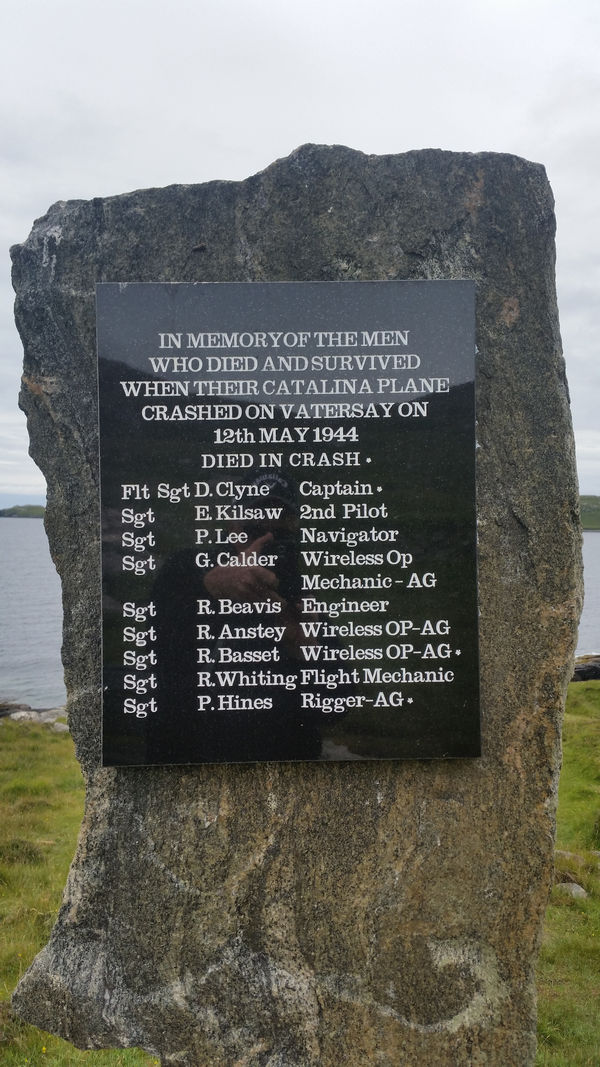 IN MEMORY OF THE MEN
WHO DIED AND SURVIVED
WHEN THEIR CATALINA PLANE
CRASHED ON VATERSAY ON
12th MAY 1944
DIED IN CRASH *
Flt Sgt D. Clyne Captain *
Sgt E. Kilsaw 2nd Pilot
Sgt P. Lee Navigator
Sgt G. Calder Wireless Op
Mechanic - AG
Sgt R. Beavis Engineer
Sgt R. Anstey Wireless OP-AG
Sgt R. Basset Wireless OP-AG *
Sgt R. Whiting Flight Mechanic
Sgt P. Hines Rigger-AG *